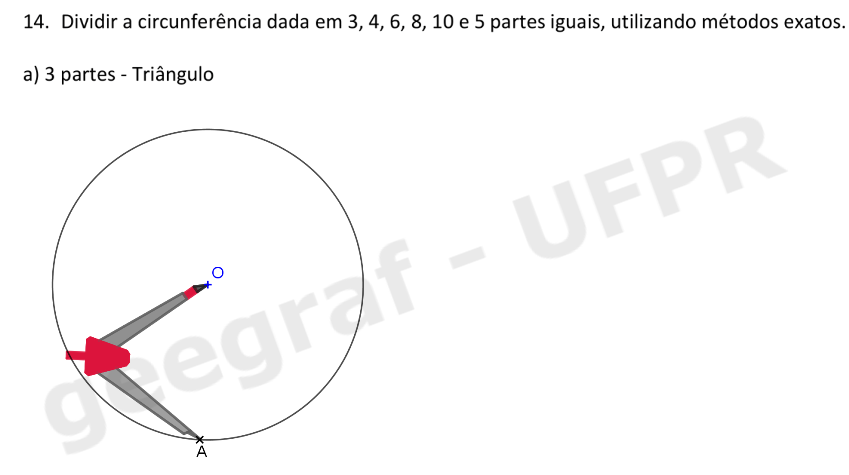 14. Dividir a circunferência dada em 3, 4, 6, 8, 10 e 5 partes iguais, utilizando métodos exatos.
a) 3 partes - Triângulo
geegraf - UFPR
O
A